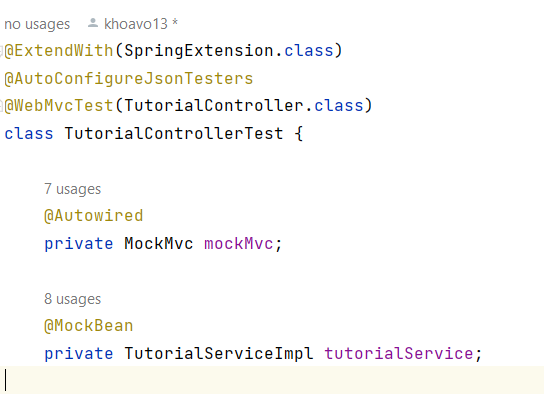 no usages khoavo13 *
@ExtendWith(SpringExtension.class)
@AutoConfigureJsonTesters
@WebMvcTest(TutorialController.class)
class TutorialControllerTest {
7 usages
@Autowired
private MockMvc mockMvc;
8 usages
@MockBean
private TutorialServiceImpl tutorialService;